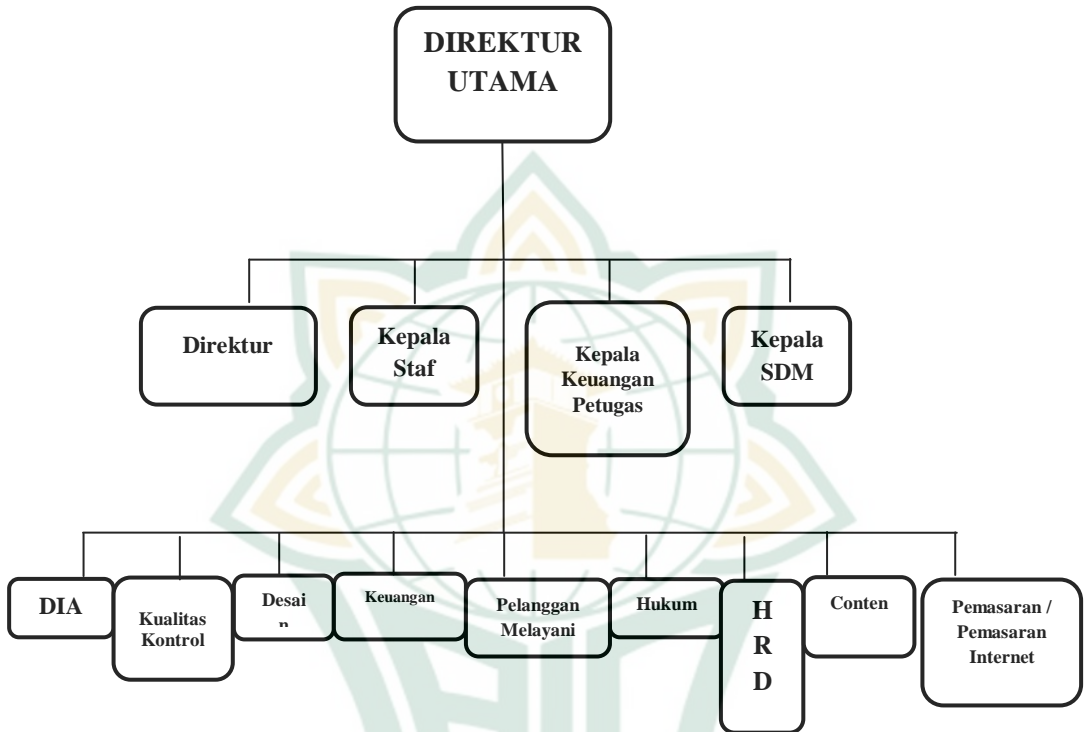 DIREKTUR
UTAMA
Direktur
Kepala
Staf
Kepala
Keuangan
Petugas
Kepala
SDM
DIA
Kualitas
Kontrol
Desai
n
Keuangan
Pelanggan
Melayani
Hukum
H
R
D
Conten
Pemasaran /
Pemasaran
Internet